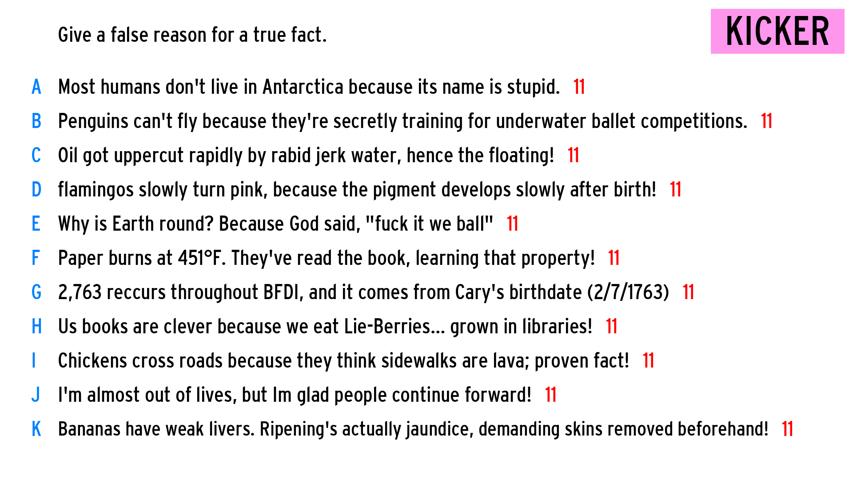 Give a false reason for a true fact.
KICKER
A Most humans don't live in Antarctica because its name is stupid. 11
B Penguins can't fly because they're secretly training for underwater ballet competitions. 11
C Oil got uppercut rapidly by rabid jerk water, hence the floating! 11
D flamingos slowly turn pink, because the pigment develops slowly after birth! 11
E Why is Earth round? Because God said, "fuck it we ball" 11
F Paper burns at 451°F. They've read the book, learning that property! 11
G 2,763 reccurs throughout BFDI, and it comes from Cary's birthdate (2/7/1763) 11
H Us books are clever because we eat Lie-Berries... grown in libraries! 11
I Chickens cross roads because they think sidewalks are lava; proven fact! 11
J I'm almost out of lives, but Im glad people continue forward! 11
K Bananas have weak livers. Ripening's actually jaundice, demanding skins removed beforehand! 11